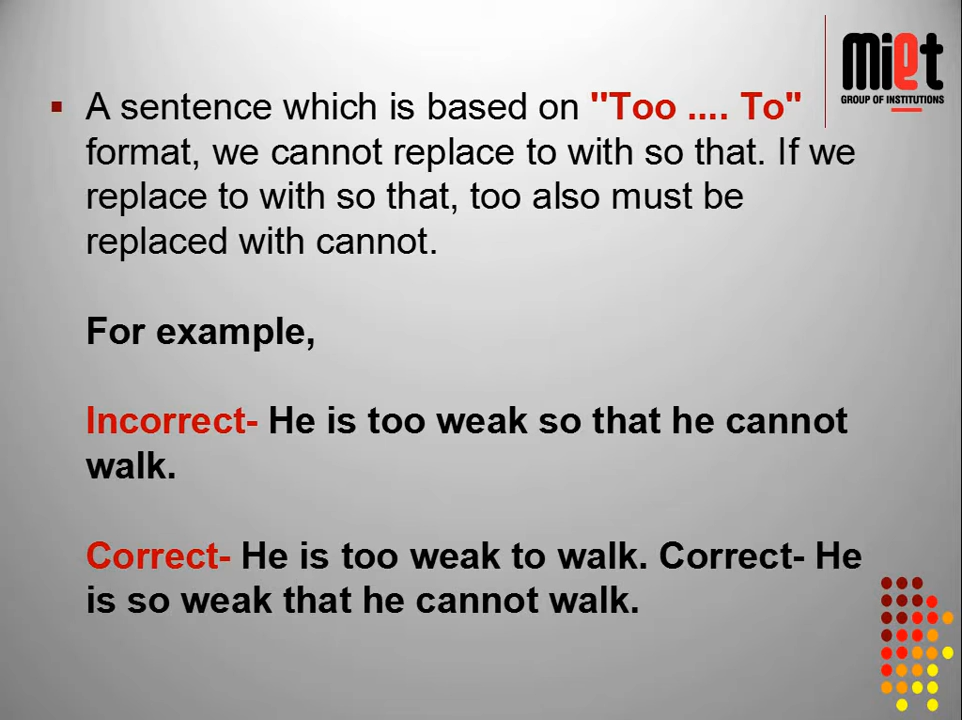 miet
GROUP OF INSTITUTIONS
A sentence which is based on "Too .... To"
format, we cannot replace to with so that. If we
replace to with so that, too also must be
replaced with cannot.
For example,
Incorrect- He is too weak so that he cannot
walk.
Correct- He is too weak to walk. Correct- He
is so weak that he cannot walk.